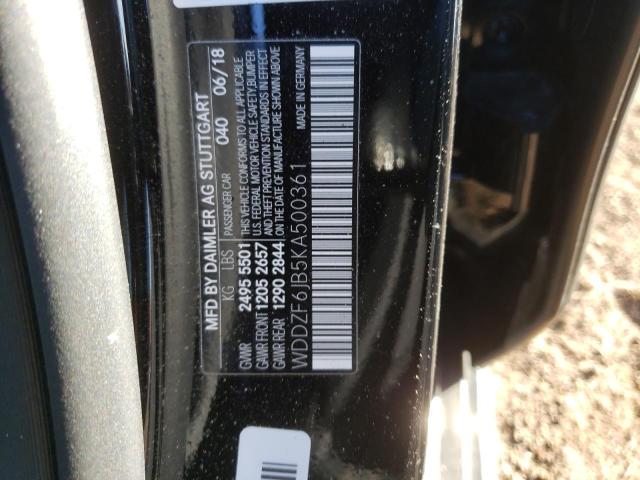 MFD BY DAIMLER AG STUTTGART
KG LBS PASSENGER CAR 040 06/18
GAWR 2495 5501 THIS VEHICLE CONFORMS TO ALL APPLICABLE
U.S. FEDERAL MOTOR VEHICLE SAFETY, BUMPER
GAWR FRONT 1205 2657 AND THEFT PREVENTION STANDARDS IN EFFECT
GAWR REAR 1290 2844 ON THE DATE OF MANUFACTURE SHOWN ABOVE
WDDZF6JB5KA500361 MADE IN GERMANY